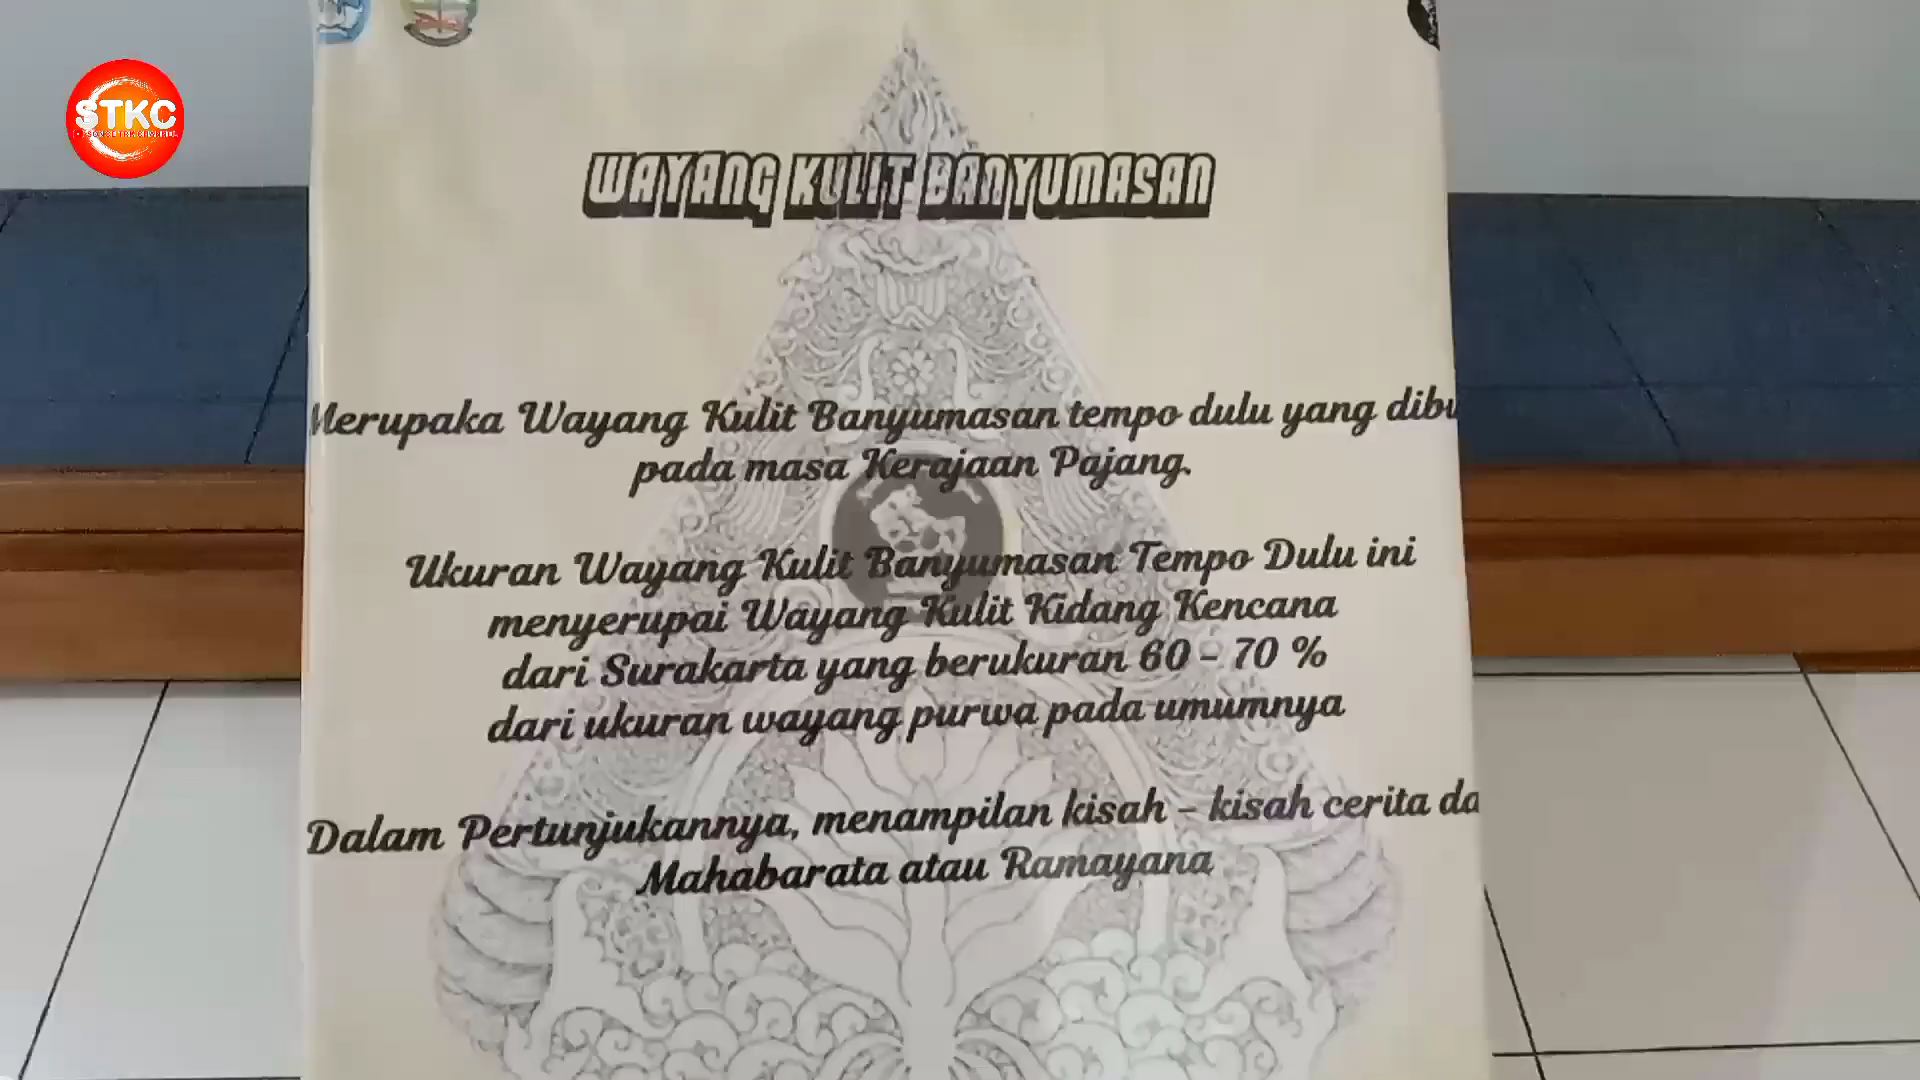 STKC
WAYANG KULIT BANYUMASAN
Merupaka Wayang Kulit Banyumasan tempo dulu yang dibu
pada masa Kerajaan Pajang.
Ukuran Wayang Kulit Banyumasan Tempo Dulu ini
menyerupai Wayang Kulit Kidang Kencana
dari Surakarta yang berukuran 60 - 70 %
dari ukuran wayang purwa pada umumnya
Dalam Pertunjukannya, menampilan kisah - kisah cerita da
Mahabarata atau Ramayana